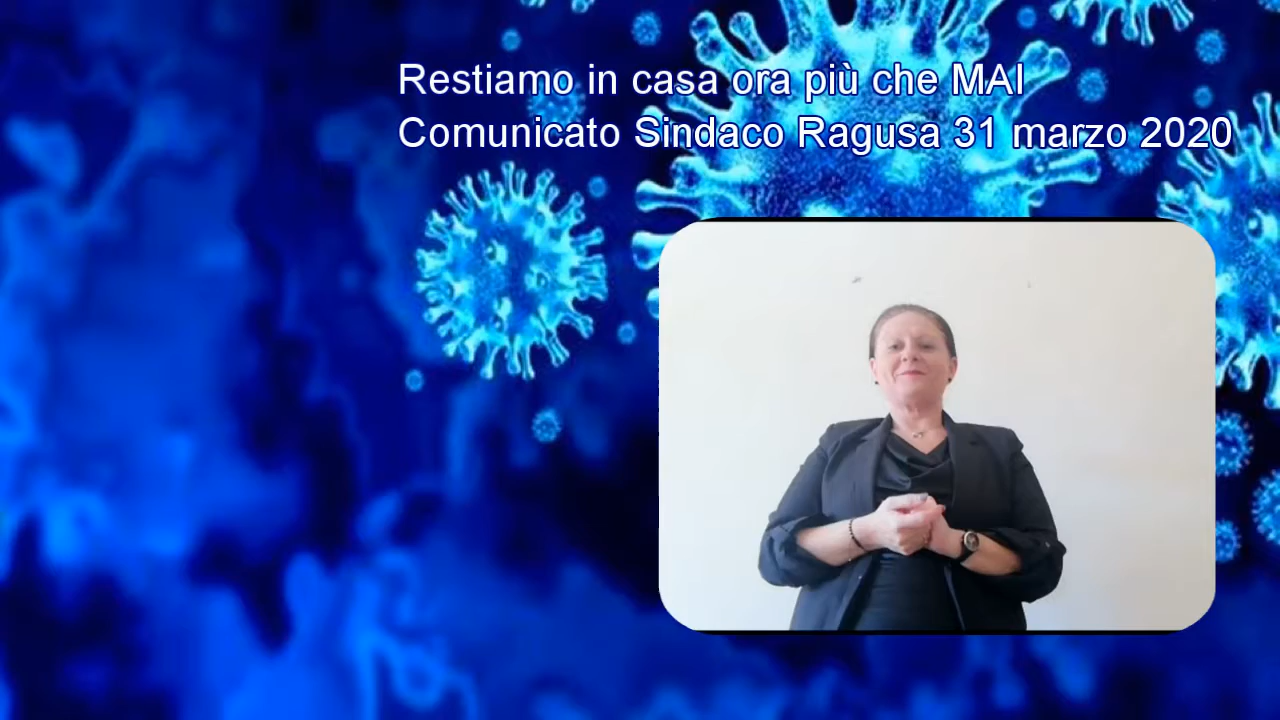 Restiamo in casa ora più che MAI
Comunicato Sindaco Ragusa 31 marzo 2020